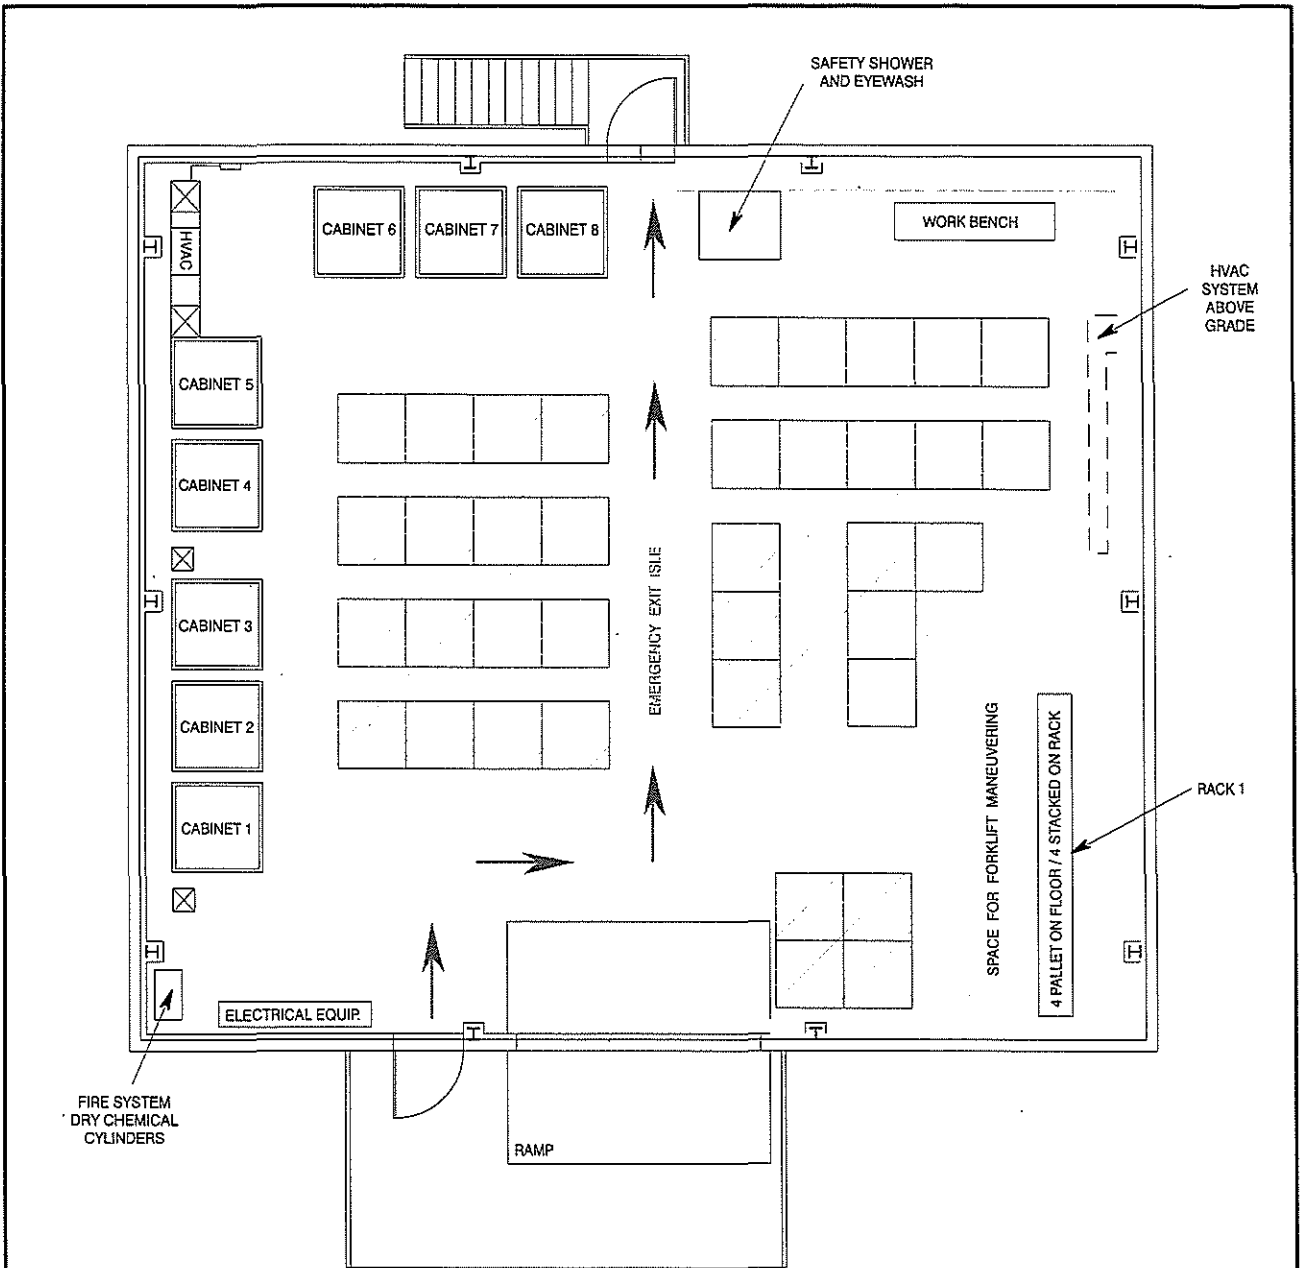 SAFETY SHOWER
AND EYEWASH
CABINET 6
CABINET 7
CABINET 8
WORK BENCH
HVAC
HVAC
SYSTEM
ABOVE
GRADE
CABINET 5
CABINET 4
CABINET 3
CABINET 2
CABINET 1
EMERGENCY EXIT ISLE
SPACE FOR FORKLIFT MANEUVERING
4 PALLET ON FLOOR / 4 STACKED ON RACK
RACK 1
ELECTRICAL EQUIP.
FIRE SYSTEM
DRY CHEMICAL
CYLINDERS
RAMP